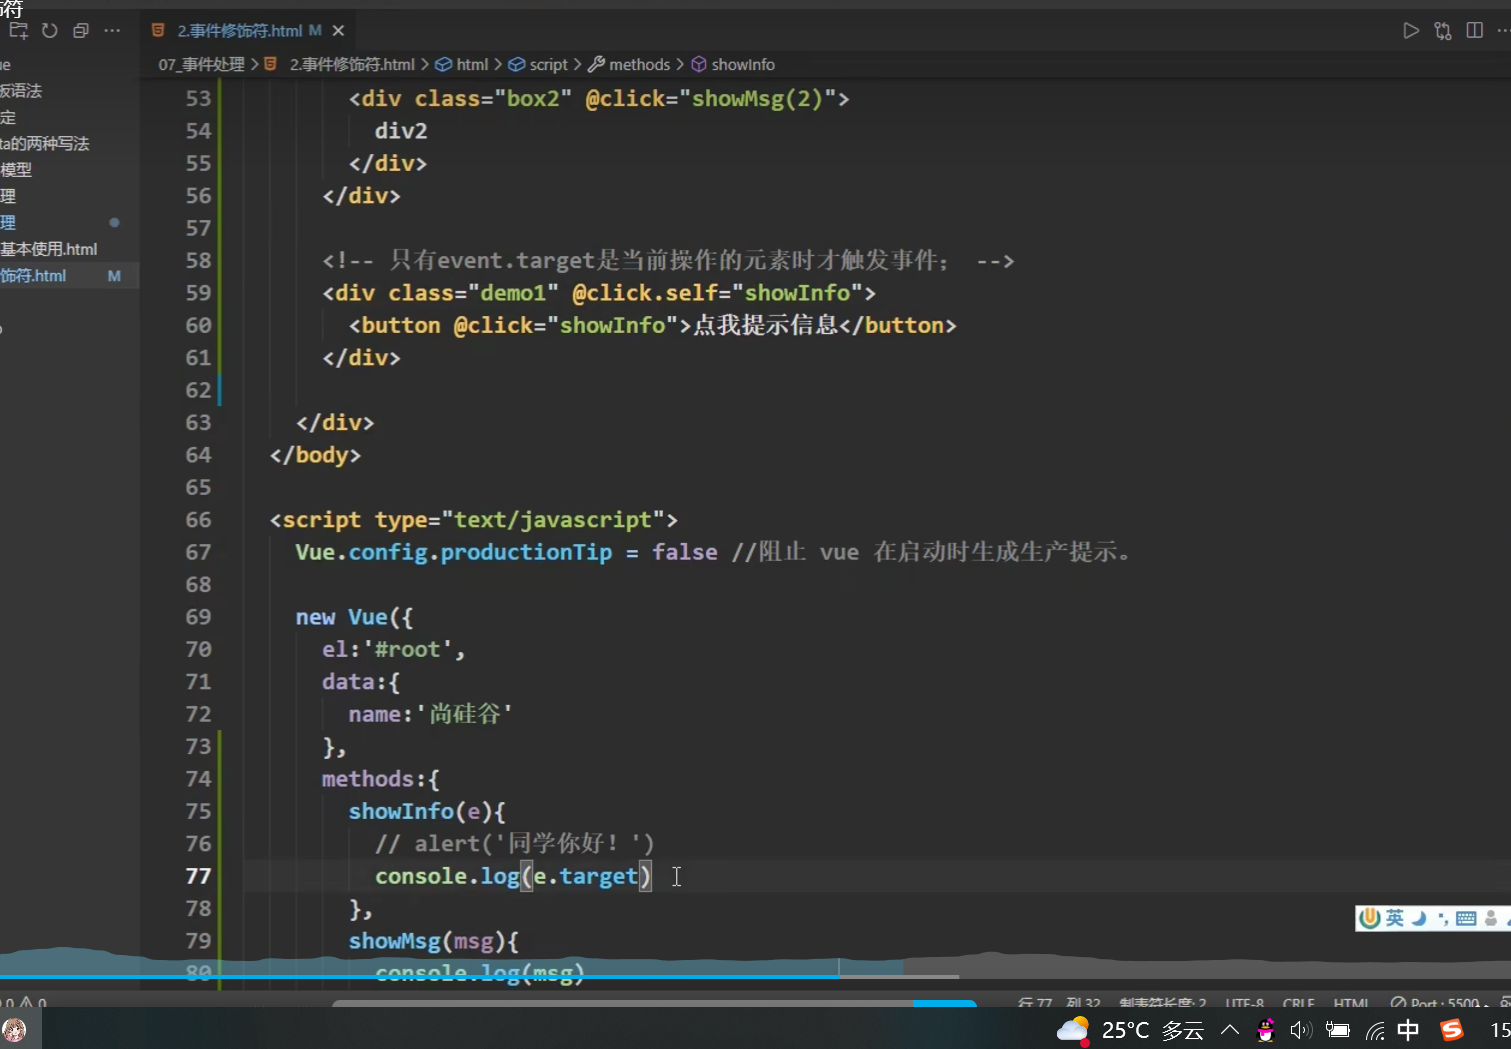 饰符
2.事件修饰符.html M
07_事件处理 > 2.事件修饰符.html > html > script > methods > showInfo
ue
板语法
定
ta的两种写法
模型
理
理
基本使用.html
饰符.html M
53 <div class="box2" @click="showMsg(2)">
54 div2
55 </div>
56 </div>
57
58 <!-- 只有event.target是当前操作的元素时才触发事件； -->
59 <div class="demo1" @click.self="showInfo">
60 <button @click="showInfo">点我提示信息</button>
61 </div>
62
63 </div>
64 </body>
65
66 <script type="text/javascript">
67 Vue.config.productionTip = false //阻止 vue 在启动时生成生产提示。
68
69 new Vue({
70 el:'#root',
71 data:{
72 name:'尚硅谷'
73 },
74 methods:{
75 showInfo(e){
76 // alert('同学你好！')
77 console.log(e.target)
78 },
79 showMsg(msg){
80 console.log(msg)
英
0 0 行 77 列 32 制表符长度: 2 UTF-8 CRLF HTML Port : 5500
25°C 多云 中 15